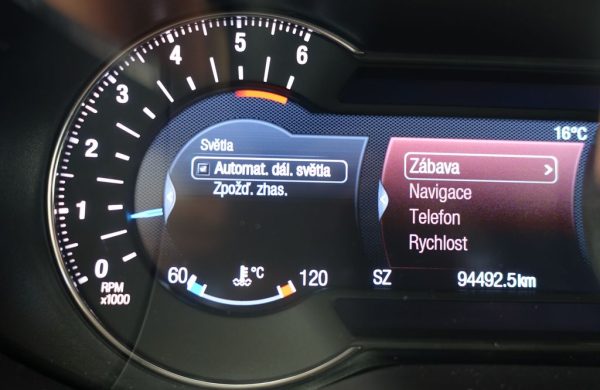 6
5
4
3
2
1
0
RPM
x1000
Světla
Automat. dál. světla
Zpožď. zhas.
60 °C 120
16°C
Zábava >
Navigace
Telefon
Rychlost
SZ 94492.5km